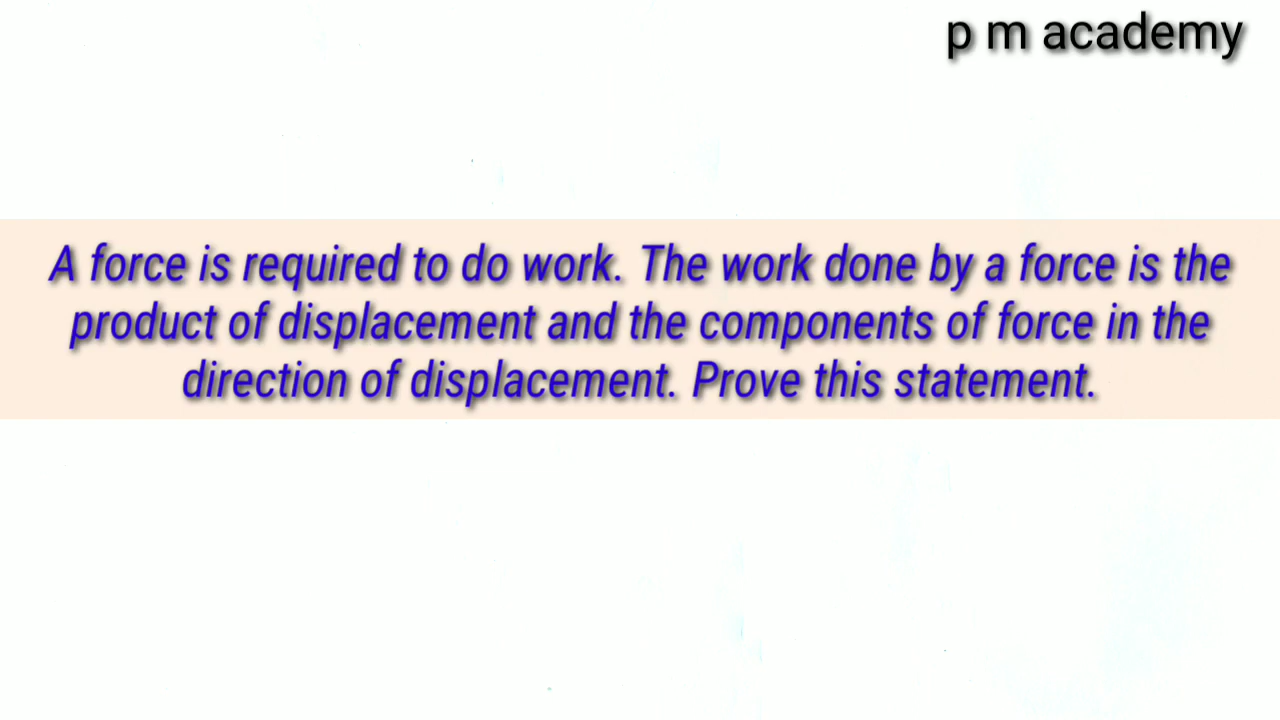 p m academy
A force is required to do work. The work done by a force is the
product of displacement and the components of force in the
direction of displacement. Prove this statement.